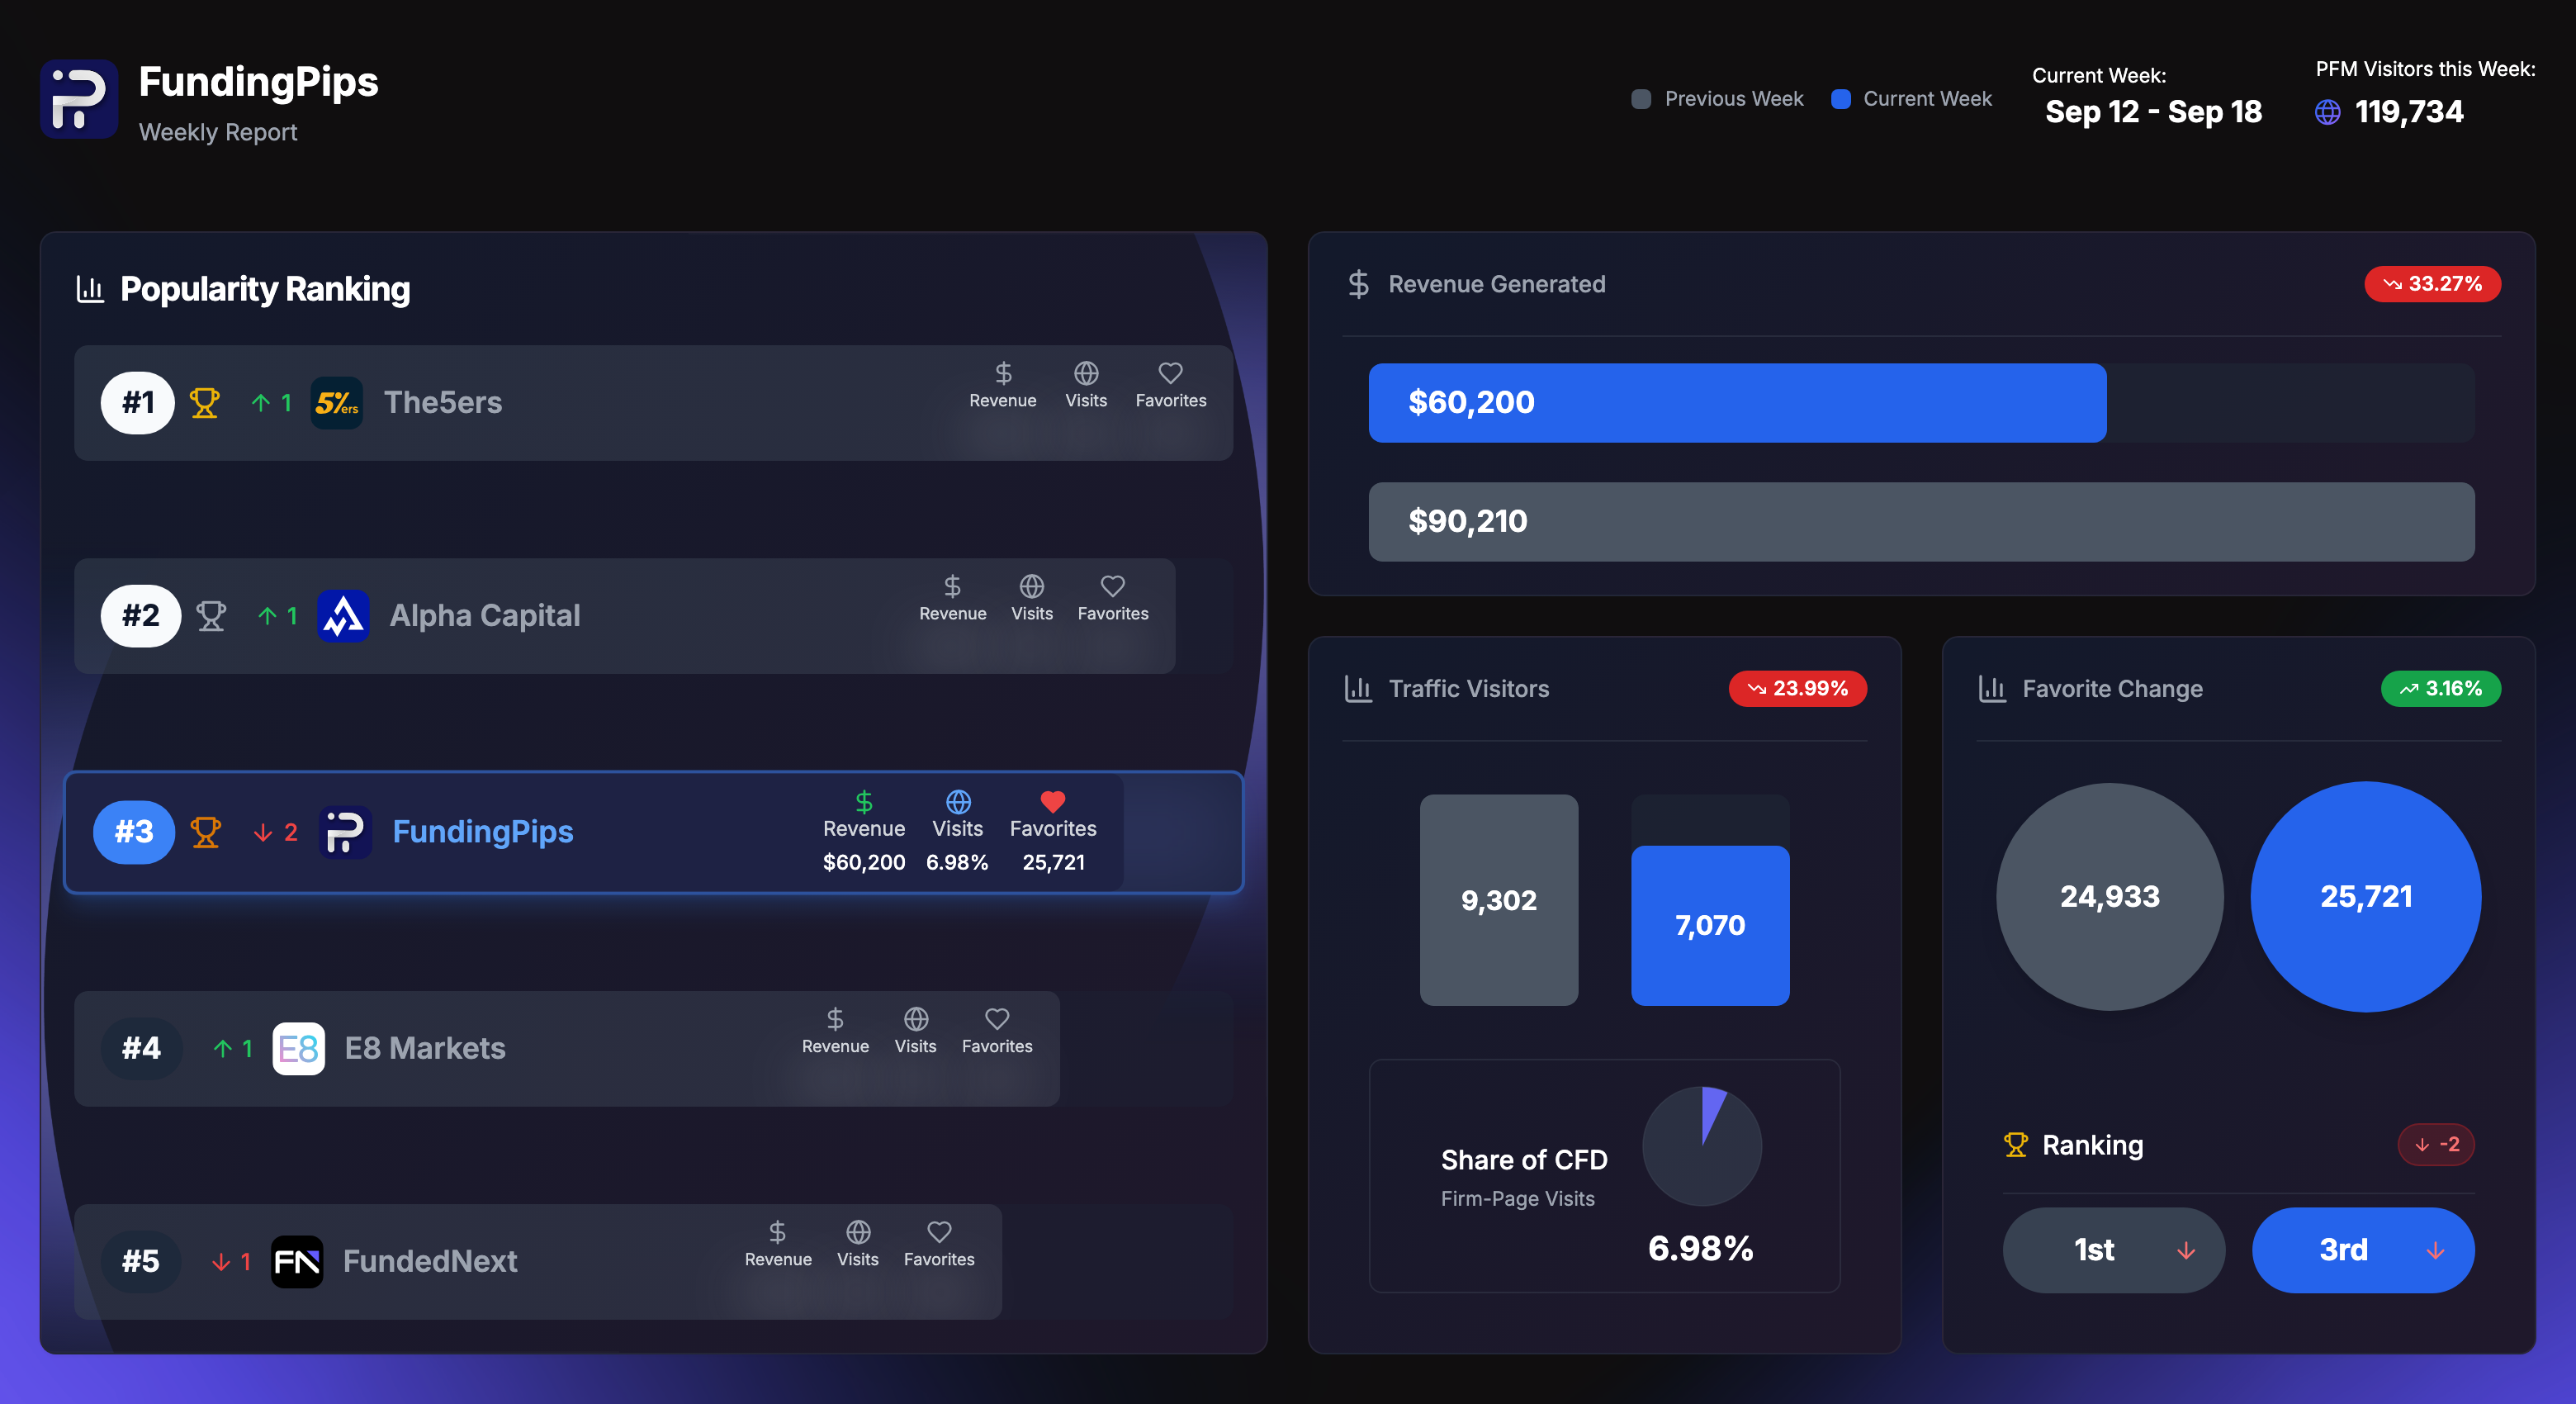 FundingPips
Weekly Report
Previous Week
Current Week
Current Week:
Sep 12 - Sep 18
PFM Visitors this Week:
119,734
Popularity Ranking
#1
1
5%ers
The5ers
Revenue
Visits
Favorites
#2
1
Alpha Capital
Revenue
Visits
Favorites
#3
2
FundingPips
Revenue
Visits
Favorites
$60,200
6.98%
25,721
#4
1
E8
E8 Markets
Revenue
Visits
Favorites
#5
1
FN
FundedNext
Revenue
Visits
Favorites
Revenue Generated
33.27%
$60,200
$90,210
Traffic Visitors
23.99%
9,302
7,070
Share of CFD
Firm-Page Visits
6.98%
Favorite Change
3.16%
24,933
25,721
Ranking
-2
1st
3rd